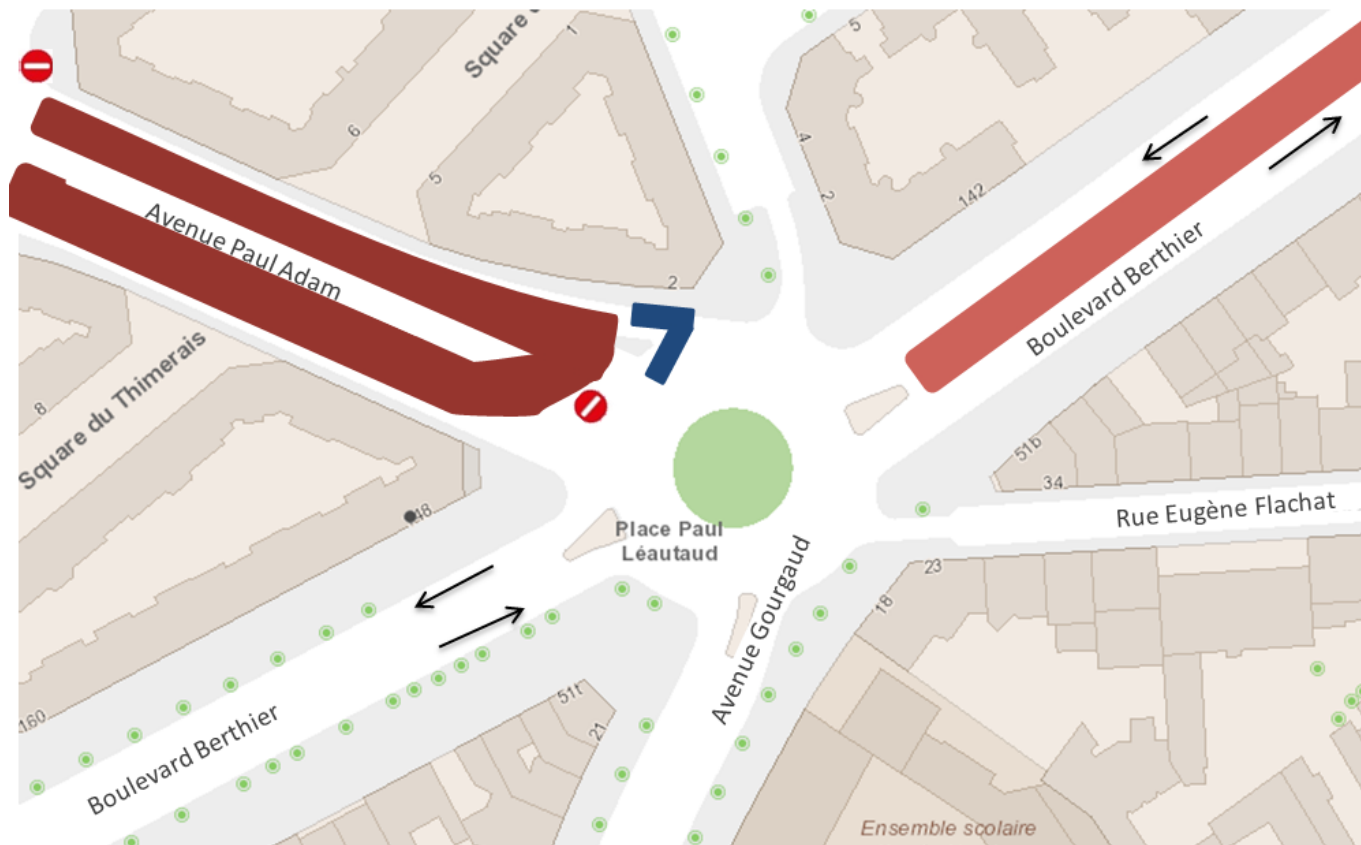 Square
1
5
6
5
4
2
142
2
Avenue Paul Adam
Boulevard Berthier
Square du Thimerais
8
51b
34
Rue Eugène Flachat
Place Paul
Léautaud
23
18
Avenue Gourgaud
160
51t
21
Boulevard Berthier
Ensemble scolaire